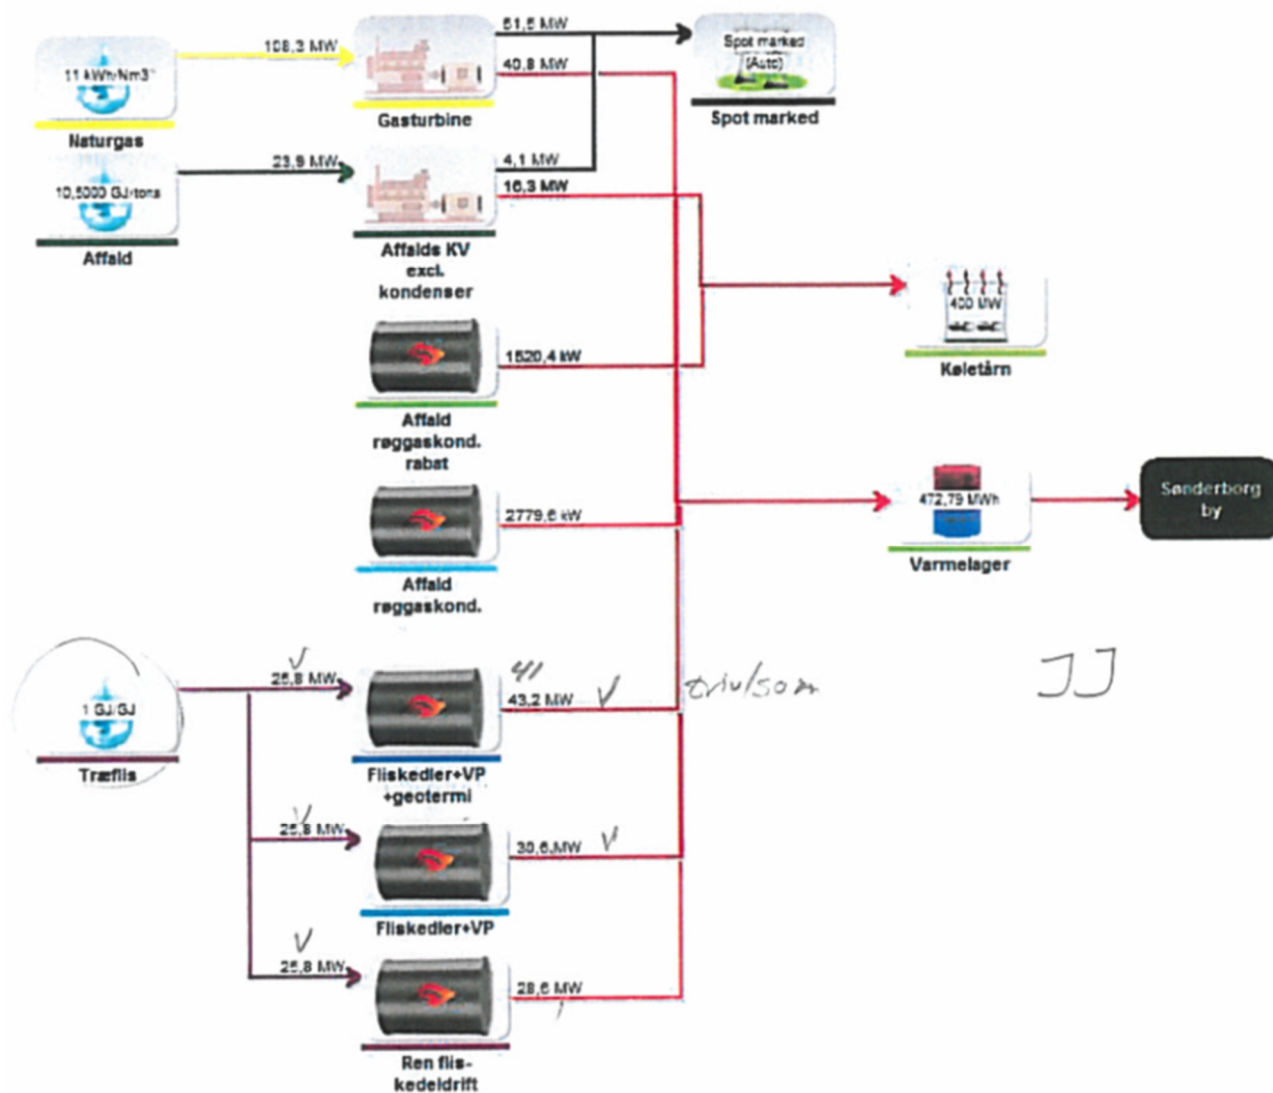 108,3 MW
51,5 MW
40,8 MW
11 kWh/Nm3
Naturgas
Gasturbine
Spot marked
(Auto)
Spot marked
23,9 MW
4,1 MW
16,3 MW
10,5000 GJ/tons
Affald
Affalds KV
excl.
kondenser
400 MW
Køletårn
1520,4 kW
Affald
røggaskond.
rabat
2779,6 kW
Affald
røggaskond.
472,79 MWh
Varmelager
Sønderborg
by
1 GJ/GJ
Træflis
V
25,8 MW
41
43,2 MW
V
JJ
Fliskedler+VP
+geotermi
V
25,8 MW
30,6 MW
V
Fliskedler+VP
V
25,8 MW
28,6 MW
Ren flis-
kedeldrift